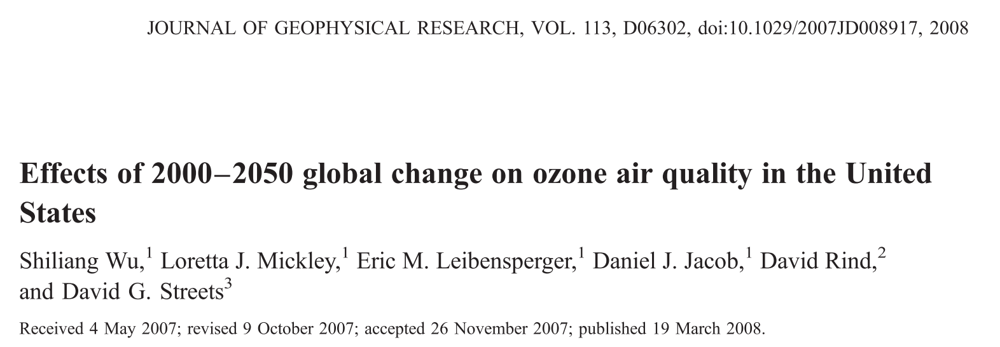 JOURNAL OF GEOPHYSICAL RESEARCH, VOL. 113, D06302, doi:10.1029/2007JD008917, 2008
Effects of 2000–2050 global change on ozone air quality in the United
States
Shiliang Wu,¹ Loretta J. Mickley,¹ Eric M. Leibensperger,¹ Daniel J. Jacob,¹ David Rind,²
and David G. Streets³
Received 4 May 2007; revised 9 October 2007; accepted 26 November 2007; published 19 March 2008.